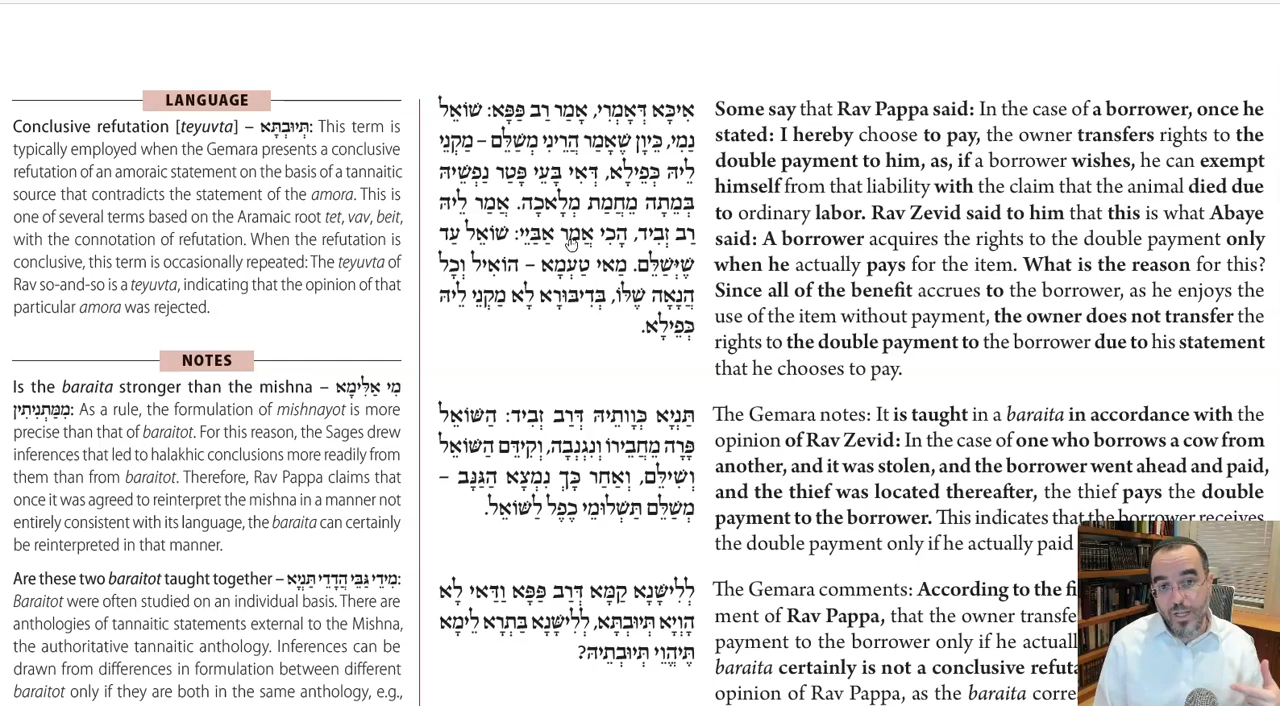 LANGUAGE
Conclusive refutation [teyuvta] – תְּיוּבְתָּא: This term is
typically employed when the Gemara presents a conclusive
refutation of an amoraic statement on the basis of a tannaitic
source that contradicts the statement of the amora. This is
one of several terms based on the Aramaic root tet, vav, beit,
with the connotation of refutation. When the refutation is
conclusive, this term is occasionally repeated: The teyuvta of
Rav so-and-so is a teyuvta, indicating that the opinion of that
particular amora was rejected.
NOTES
Is the baraita stronger than the mishna – מִי אַלִּימָא
מִמַּתְנִיתִין: As a rule, the formulation of mishnayot is more
precise than that of baraitot. For this reason, the Sages drew
inferences that led to halakhic conclusions more readily from
them than from baraitot. Therefore, Rav Pappa claims that
once it was agreed to reinterpret the mishna in a manner not
entirely consistent with its language, the baraita can certainly
be reinterpreted in that manner.
Are these two baraitot taught together – מִידֵי גַּבֵּי הֲדָדֵי תַּנְיָא:
Baraitot were often studied on an individual basis. There are
anthologies of tannaitic statements external to the Mishna,
the authoritative tannaitic anthology. Inferences can be
drawn from differences in formulation between different
baraitot only if they are both in the same anthology, e.g.,
אִיכָּא דְּאָמְרִי, אָמַר רַב פַּפָּא: שׁוֹאֵל
נַמִי, כֵּיוָן שֶׁאָמַר הֲרֵינִי מְשַׁלֵּם – מַקְנֵי
לֵיהּ כְּפֵילָא, דְּאִי בָּעֵי פָּטַר נַפְשֵׁיהּ
בְּמֵתָה מֵחֲמַת מְלָאכָה. אֲמַר לֵיהּ
רַב זְבִיד, הָכִי אֲמַר אַבַּיֵי: שׁוֹאֵל עַד
שֶׁיְּשַׁלֵּם. מַאי טַעְמָא – הוֹאִיל וְכׇל
הֲנָאָה שֶׁלּוֹ, בְּדִיבּוּרָא לָא מַקְנֵי לֵיהּ
כְּפֵילָא.
תַּנְיָא כְּוָותֵיהּ דְּרַב זְבִיד: הַשּׁוֹאֵל
פָּרָה מֵחֲבֵירוֹ וְנִגְנְבָה, וְקִידֵּם הַשּׁוֹאֵל
וְשִׁילֵּם, וְאַחַר כָּךְ נִמְצָא הַגַּנָּב –
מְשַׁלֵּם תַּשְׁלוּמֵי כֶפֶל לַשּׁוֹאֵל.
לְלִישָּׁנָא קַמָּא דְּרַב פַּפָּא וַדַּאי לָא
הָוְיָא תְּיוּבְתָּא, לְלִישָּׁנָא בַּתְרָא לֵימָא
תֶּיהֱוֵי תְּיוּבְתֵּיהּ?
Some say that Rav Pappa said: In the case of a borrower, once he
stated: I hereby choose to pay, the owner transfers rights to the
double payment to him, as, if a borrower wishes, he can exempt
himself from that liability with the claim that the animal died due
to ordinary labor. Rav Zevid said to him that this is what Abaye
said: A borrower acquires the rights to the double payment only
when he actually pays for the item. What is the reason for this?
Since all of the benefit accrues to the borrower, as he enjoys the
use of the item without payment, the owner does not transfer the
rights to the double payment to the borrower due to his statement
that he chooses to pay.
The Gemara notes: It is taught in a baraita in accordance with the
opinion of Rav Zevid: In the case of one who borrows a cow from
another, and it was stolen, and the borrower went ahead and paid,
and the thief was located thereafter, the thief pays the double
payment to the borrower. This indicates that the borrower receives
the double payment only if he actually paid
The Gemara comments: According to the fi
ment of Rav Pappa, that the owner transfe
payment to the borrower only if he actuall
baraita certainly is not a conclusive refuta
opinion of Rav Pappa, as the baraita corre